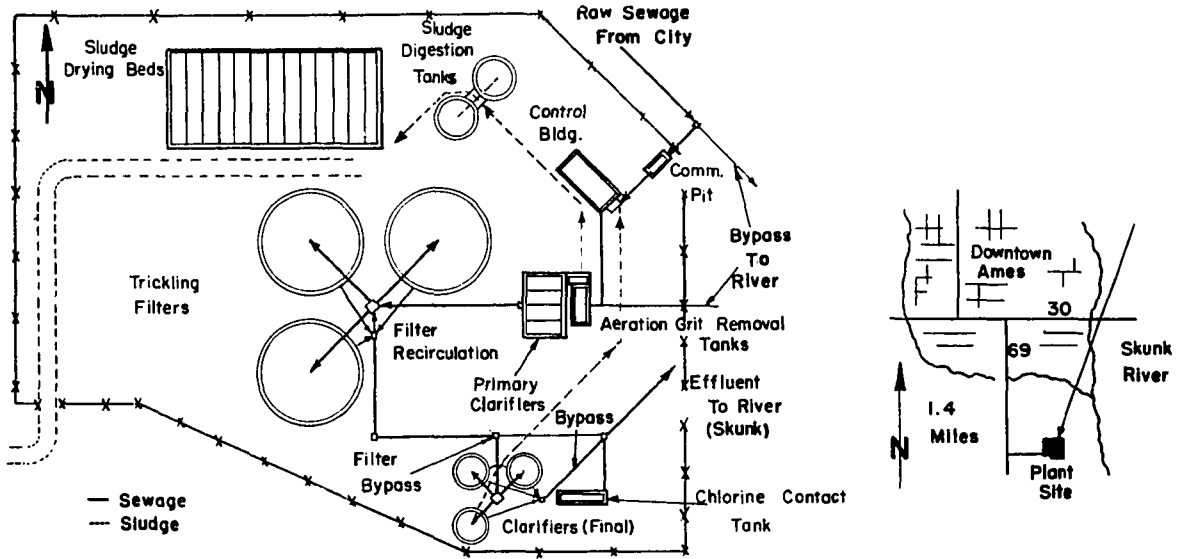 Raw Sewage
From City
Sludge
Drying Beds
Sludge
Digestion
Tanks
N
Control
Bldg.
Comm.
Pit
Bypass
To
River
Trickling
Filters
Filter
Recirculation
Aeration Grit Removal
Tanks
Primary
Clarifiers
Effluent
To River
(Skunk)
Bypass
Filter
Bypass
Chlorine Contact
Tank
Clarifiers (Final)
Sewage
Sludge
Downtown
Ames
30
69
Skunk
River
1.4
Miles
N
Plant
Site